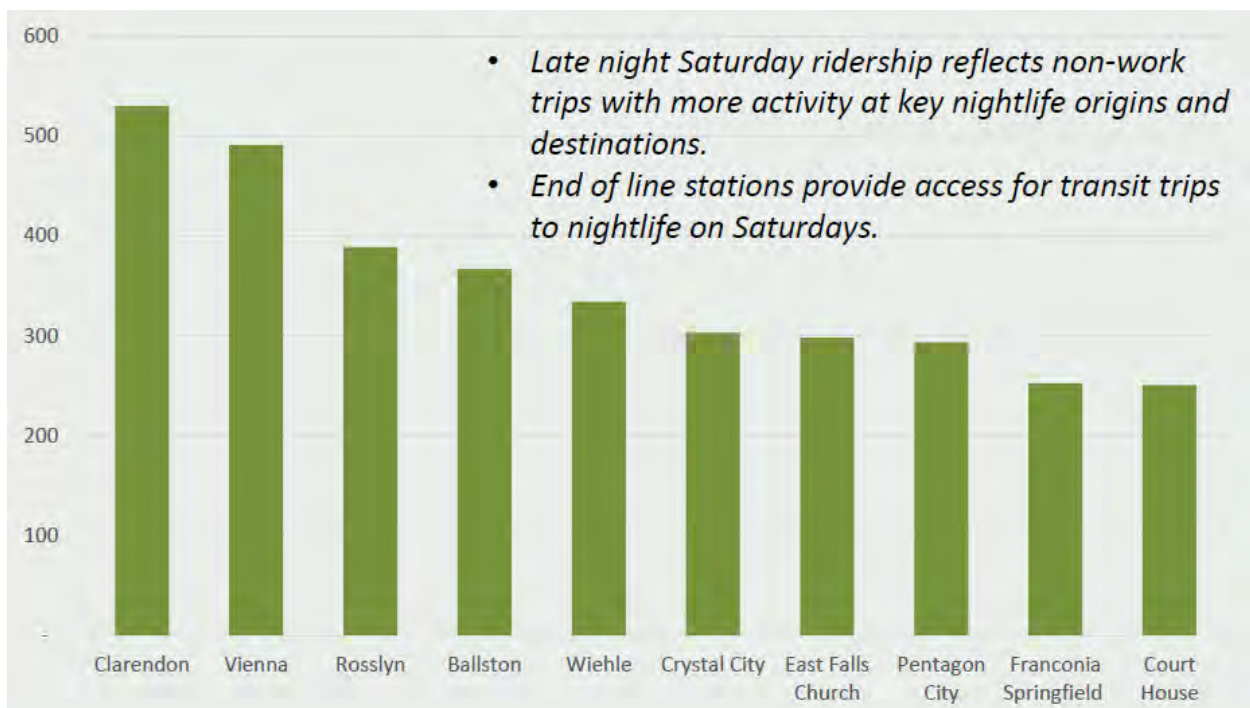 600
• Late night Saturday ridership reflects non-work
trips with more activity at key nightlife origins and
destinations.
• End of line stations provide access for transit trips
to nightlife on Saturdays.
500
400
300
200
100
-
Clarendon Vienna Rosslyn Ballston Wiehle Crystal City East Falls Pentagon Franconia Court
Church City Springfield House